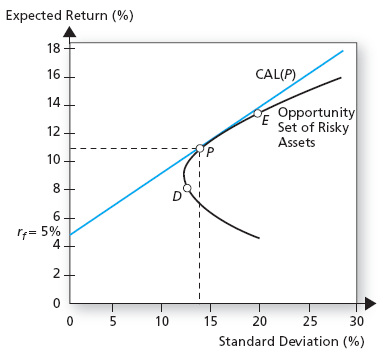 Expected Return (%)
18
16
CAL(P)
14
E Opportunity
Set of Risky
Assets
12
P
10
8
D
6
rf = 5%
4
2
0
0 5 10 15 20 25 30
Standard Deviation (%)